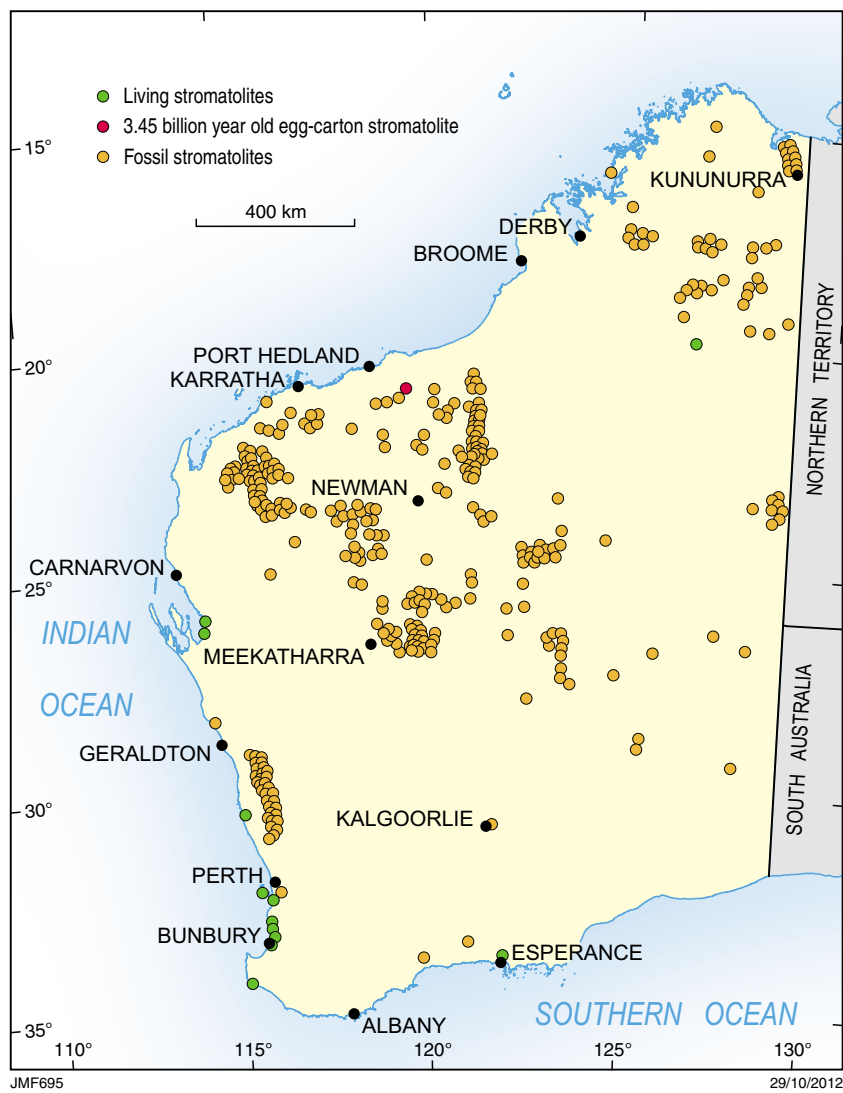 Living stromatolites
3.45 billion year old egg-carton stromatolite
Fossil stromatolites
15°
KUNUNURRA
400 km
DERBY
BROOME
NORTHERN TERRITORY
20°
PORT HEDLAND
KARRATHA
NEWMAN
CARNARVON
25°
INDIAN
OCEAN
MEEKATHARRA
SOUTH AUSTRALIA
GERALDTON
30°
KALGOORLIE
PERTH
BUNBURY
ESPERANCE
SOUTHERN OCEAN
ALBANY
35°
110°
115°
120°
125°
130°
JMF695
29/10/2012